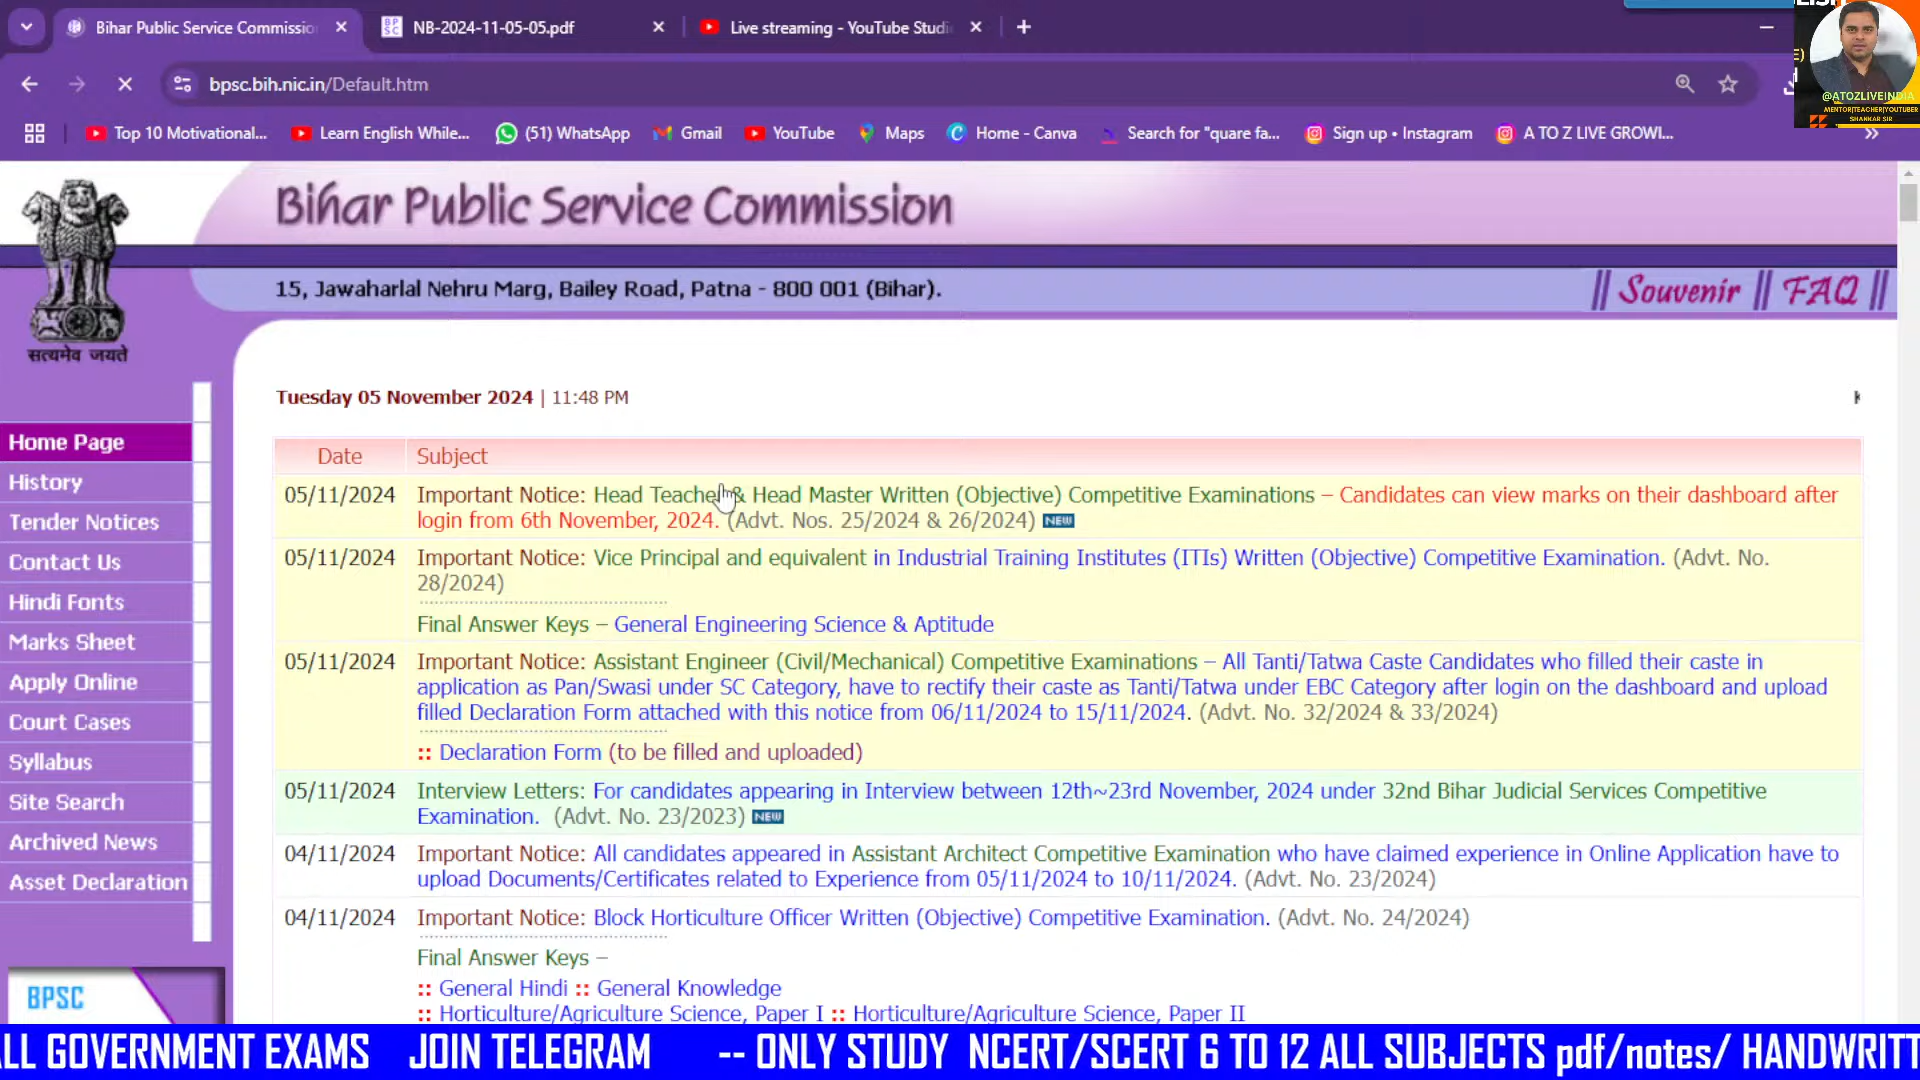 Bihar Public Service Commissio
NB-2024-11-05-05.pdf
Live streaming - YouTube Studi
bpsc.bih.nic.in/Default.htm
@ATOZLIVEINDIA
MENTOR|TEACHER|YOUTUBER
SHANKAR SIR
Top 10 Motivational...
Learn English While...
(51) WhatsApp
Gmail
YouTube
Maps
Home - Canva
Search for "quare fa...
Sign up • Instagram
A TO Z LIVE GROWI...
Bihar Public Service Commission
15, Jawaharlal Nehru Marg, Bailey Road, Patna - 800 001 (Bihar).
|| Souvenir || FAQ ||
सत्यमेव जयते
Tuesday 05 November 2024 | 11:48 PM
Home Page
History
Tender Notices
Contact Us
Hindi Fonts
Marks Sheet
Apply Online
Court Cases
Syllabus
Site Search
Archived News
Asset Declaration
BPSC
Date Subject
05/11/2024 Important Notice: Head Teacher & Head Master Written (Objective) Competitive Examinations – Candidates can view marks on their dashboard after
login from 6th November, 2024. (Advt. Nos. 25/2024 & 26/2024) NEW
05/11/2024 Important Notice: Vice Principal and equivalent in Industrial Training Institutes (ITIs) Written (Objective) Competitive Examination. (Advt. No.
28/2024)
Final Answer Keys – General Engineering Science & Aptitude
05/11/2024 Important Notice: Assistant Engineer (Civil/Mechanical) Competitive Examinations – All Tanti/Tatwa Caste Candidates who filled their caste in
application as Pan/Swasi under SC Category, have to rectify their caste as Tanti/Tatwa under EBC Category after login on the dashboard and upload
filled Declaration Form attached with this notice from 06/11/2024 to 15/11/2024. (Advt. No. 32/2024 & 33/2024)
:: Declaration Form (to be filled and uploaded)
05/11/2024 Interview Letters: For candidates appearing in Interview between 12th~23rd November, 2024 under 32nd Bihar Judicial Services Competitive
Examination. (Advt. No. 23/2023) NEW
04/11/2024 Important Notice: All candidates appeared in Assistant Architect Competitive Examination who have claimed experience in Online Application have to
upload Documents/Certificates related to Experience from 05/11/2024 to 10/11/2024. (Advt. No. 23/2024)
04/11/2024 Important Notice: Block Horticulture Officer Written (Objective) Competitive Examination. (Advt. No. 24/2024)
Final Answer Keys –
:: General Hindi :: General Knowledge
:: Horticulture/Agriculture Science, Paper I :: Horticulture/Agriculture Science, Paper II
LL GOVERNMENT EXAMS JOIN TELEGRAM -- ONLY STUDY NCERT/SCERT 6 TO 12 ALL SUBJECTS pdf/notes/ HANDWRITT